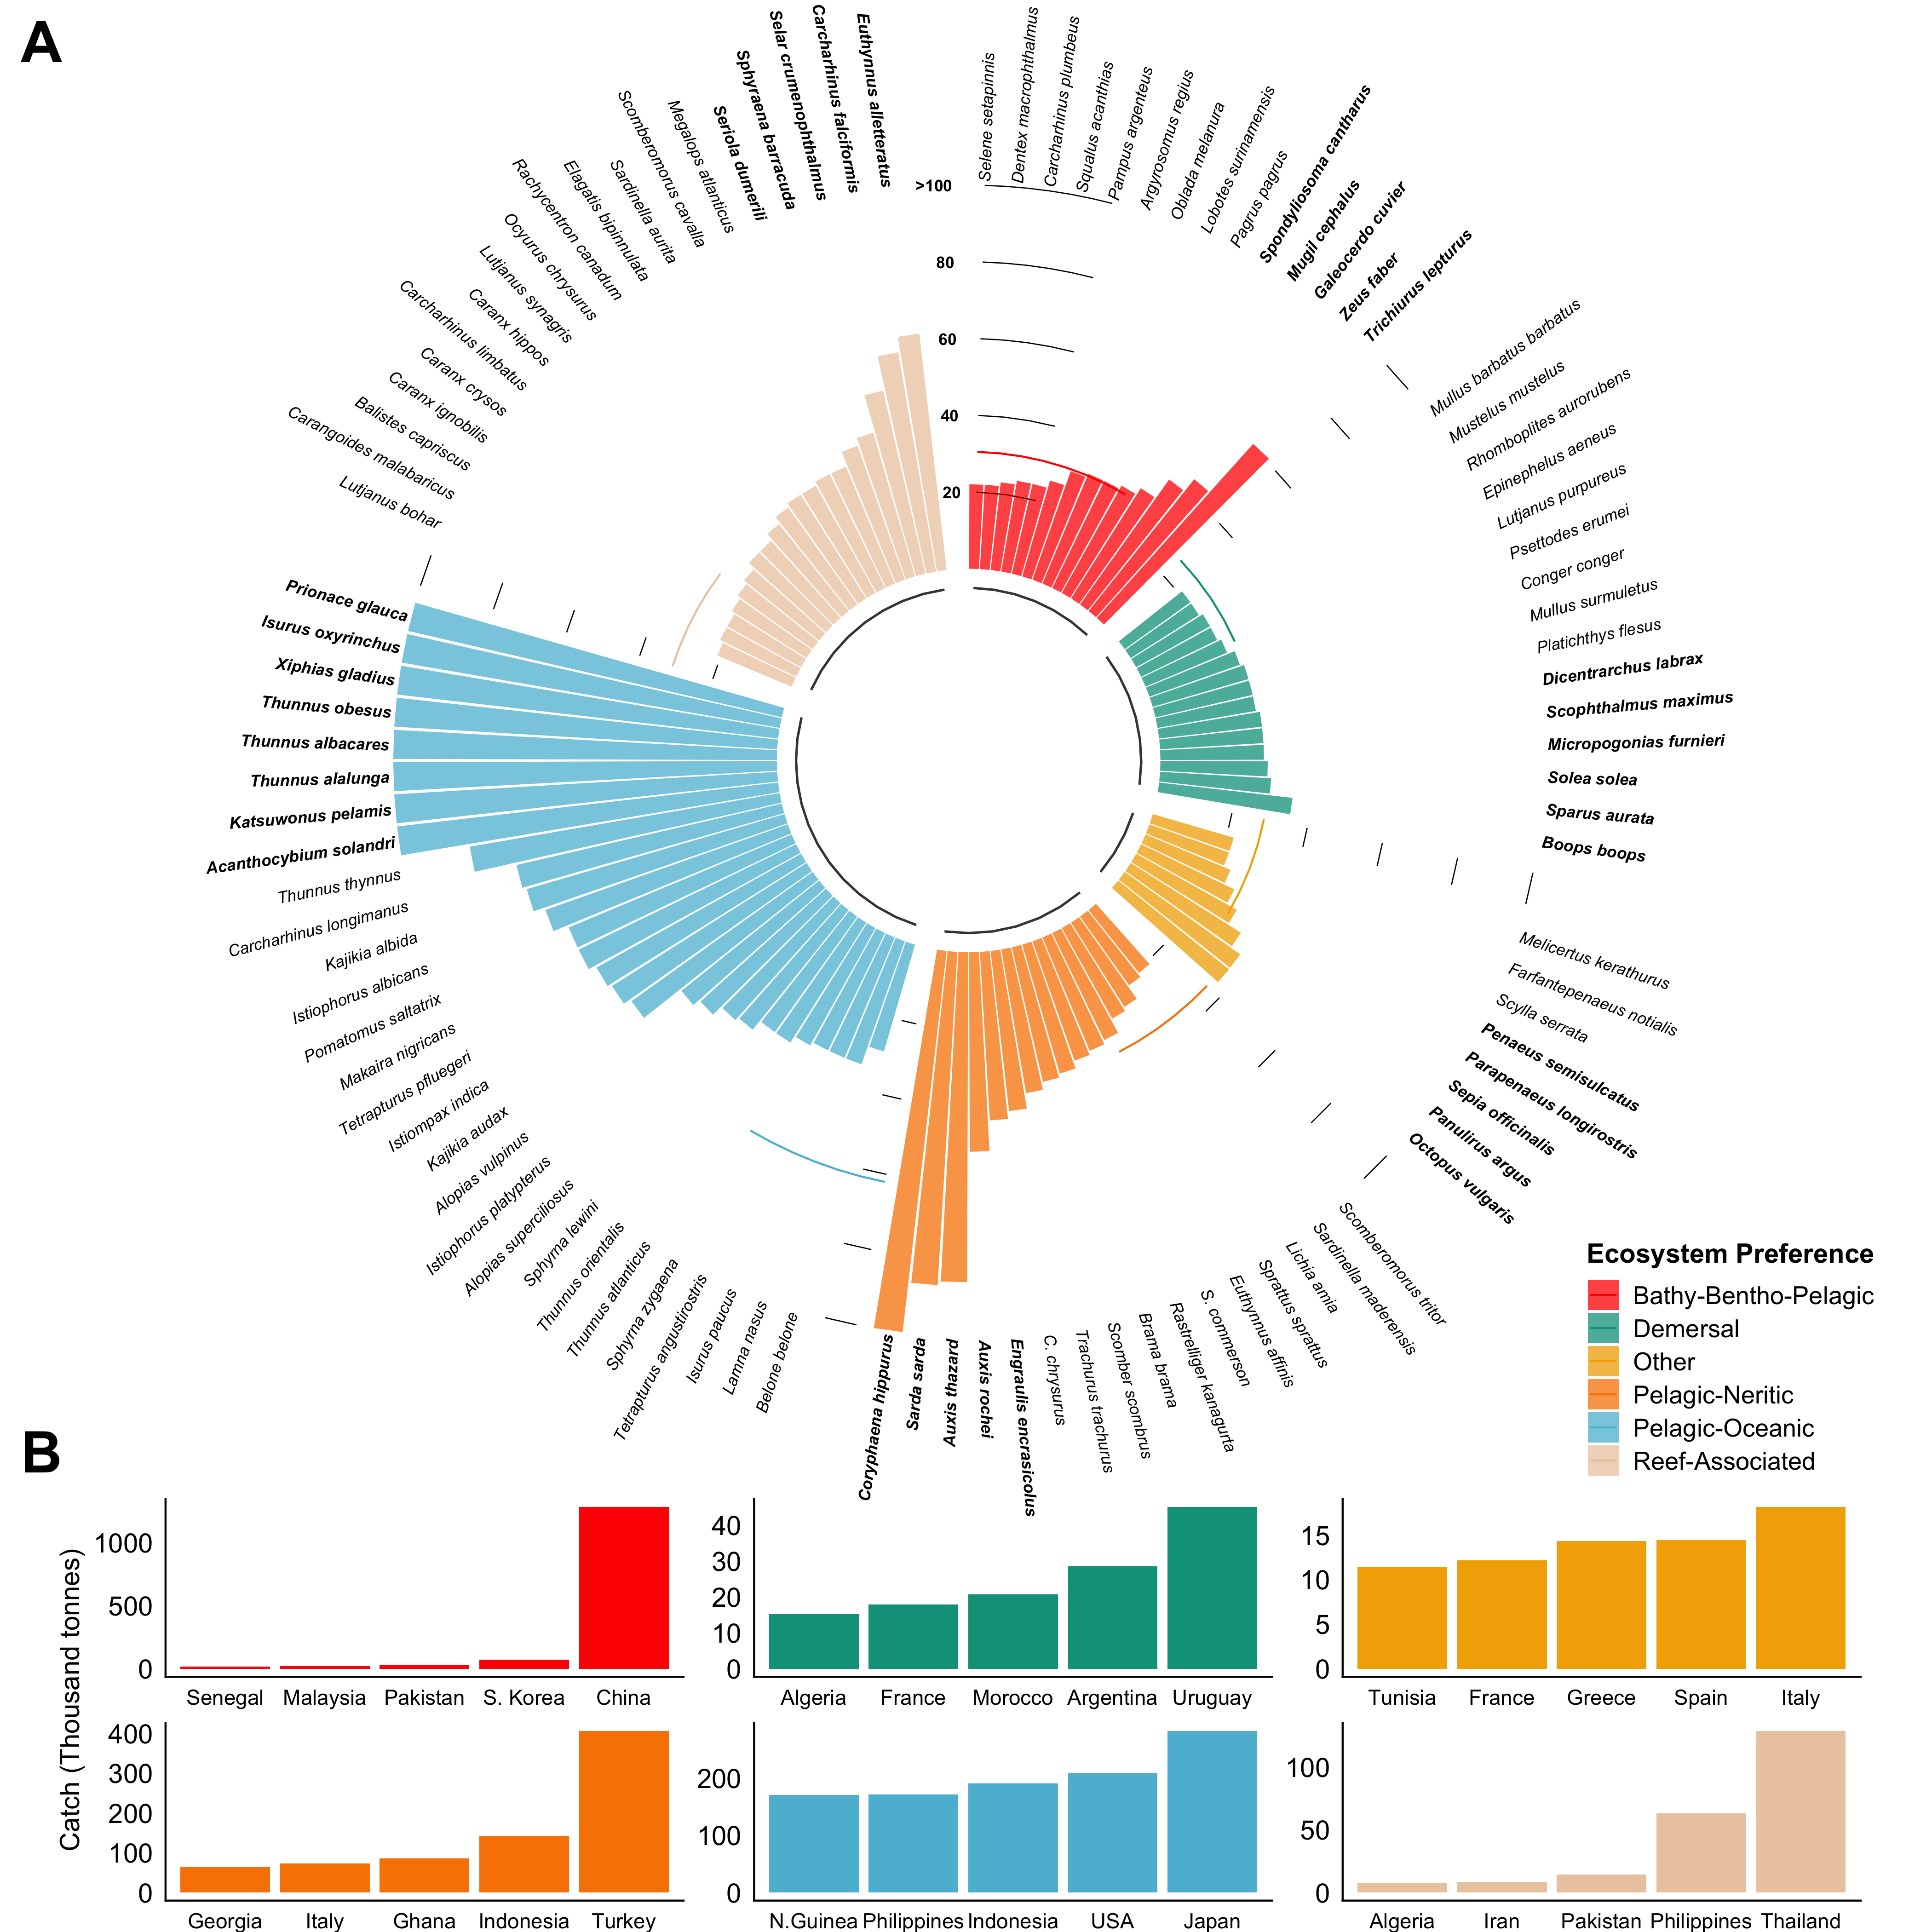 A
Selene setapinnis
Dentex macrophthalmus
Carcharhinus plumbeus
Squalus acanthias
Pampus argenteus
Argyrosomus regius
Oblada melanura
Lobotes surinamensis
Pagrus pagrus
Spondyliosoma cantharus
Mugil cephalus
Galeocerdo cuvier
Zeus faber
Trichiurus lepturus
Mullus barbatus barbatus
Mustelus mustelus
Rhomboplites aurorubens
Epinephelus aeneus
Lutjanus purpureus
Psettodes erumei
Conger conger
Mullus surmuletus
Platichthys flesus
Dicentrarchus labrax
Scophthalmus maximus
Micropogonias furnieri
Solea solea
Sparus aurata
Boops boops
Melicertus kerathurus
Farfantepenaeus notialis
Scylla serrata
Penaeus semisulcatus
Parapenaeus longirostris
Sepia officinalis
Panulirus argus
Octopus vulgaris
Scomberomorus tritor
Sardinella maderensis
Lichia amia
Sprattus sprattus
Euthynnus affinis
S. commerson
Rastrelliger kanagurta
Brama brama
Scomber scombrus
Trachurus trachurus
C. chrysurus
Engraulis encrasicolus
Auxis rochei
Auxis thazard
Sarda sarda
Coryphaena hippurus
Belone belone
Lamna nasus
Isurus paucus
Tetrapturus angustirostris
Sphyrna zygaena
Thunnus atlanticus
Thunnus orientalis
Sphyrna lewini
Alopias superciliosus
Istiophorus platypterus
Alopias vulpinus
Kajikia audax
Istiompax indica
Tetrapturus pfluegeri
Makaira nigricans
Pomatomus saltatrix
Istiophorus albicans
Kajikia albida
Carcharhinus longimanus
Thunnus thynnus
Acanthocybium solandri
Katsuwonus pelamis
Thunnus alalunga
Thunnus albacares
Thunnus obesus
Xiphias gladius
Isurus oxyrinchus
Prionace glauca
Lutjanus bohar
Carangoides malabaricus
Balistes capriscus
Caranx ignobilis
Caranx crysos
Carcharhinus limbatus
Caranx hippos
Lutjanus synagris
Ocyurus chrysurus
Rachycentron canadum
Elagatis bipinnulata
Sardinella aurita
Scomberomorus cavalla
Megalops atlanticus
Seriola dumerili
Sphyraena barracuda
Selar crumenophthalmus
Carcharhinus falciformis
Euthynnus alletteratus
>100
80
60
40
20
Ecosystem Preference
Bathy-Bentho-Pelagic
Demersal
Other
Pelagic-Neritic
Pelagic-Oceanic
Reef-Associated
B
Catch (Thousand tonnes)
1000
500
0
Senegal Malaysia Pakistan S. Korea China
40
30
20
10
0
Algeria France Morocco Argentina Uruguay
15
10
5
0
Tunisia France Greece Spain Italy
400
300
200
100
0
Georgia Italy Ghana Indonesia Turkey
200
100
0
N.Guinea Philippines Indonesia USA Japan
100
50
0
Algeria Iran Pakistan Philippines Thailand